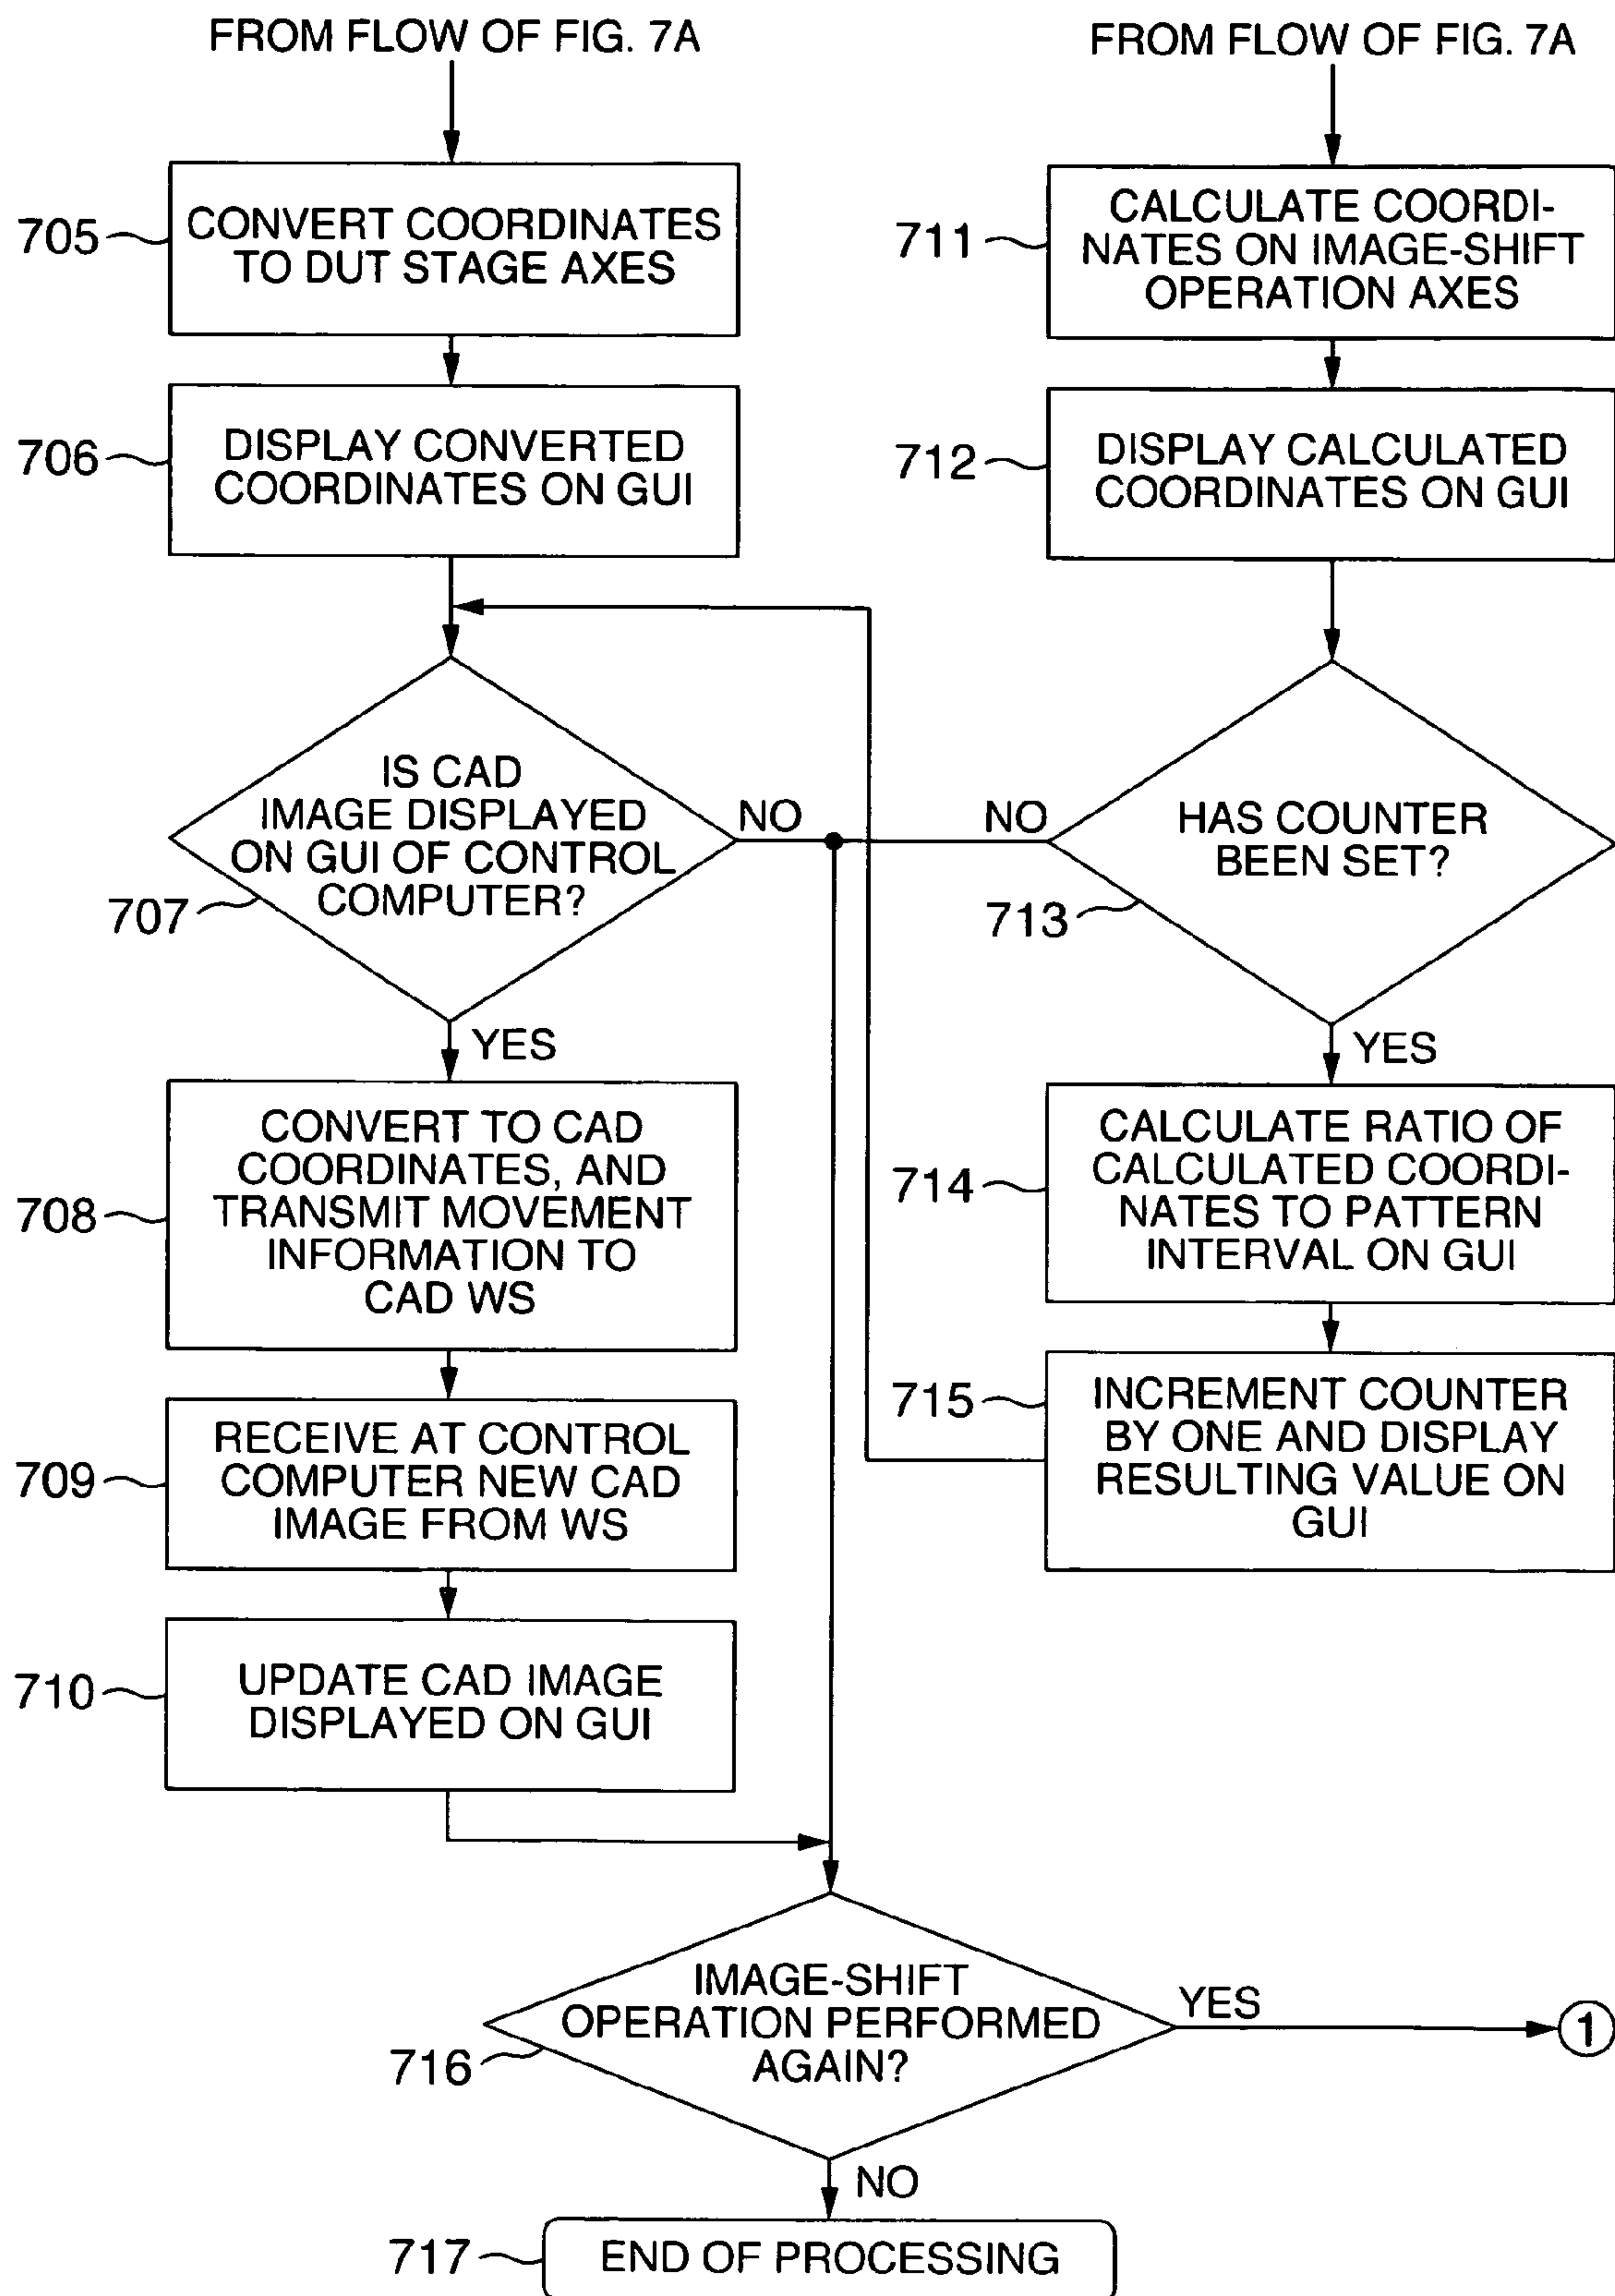 FROM FLOW OF FIG. 7A
705
CONVERT COORDINATES
TO DUT STAGE AXES
706
DISPLAY CONVERTED
COORDINATES ON GUI
IS CAD
IMAGE DISPLAYED
ON GUI OF CONTROL
COMPUTER?
707
NO
YES
708
CONVERT TO CAD
COORDINATES, AND
TRANSMIT MOVEMENT
INFORMATION TO
CAD WS
709
RECEIVE AT CONTROL
COMPUTER NEW CAD
IMAGE FROM WS
710
UPDATE CAD IMAGE
DISPLAYED ON GUI
FROM FLOW OF FIG. 7A
711
CALCULATE COORDI-
NATES ON IMAGE-SHIFT
OPERATION AXES
712
DISPLAY CALCULATED
COORDINATES ON GUI
NO
HAS COUNTER
BEEN SET?
713
YES
714
CALCULATE RATIO OF
CALCULATED COORDI-
NATES TO PATTERN
INTERVAL ON GUI
715
INCREMENT COUNTER
BY ONE AND DISPLAY
RESULTING VALUE ON
GUI
IMAGE-SHIFT
OPERATION PERFORMED
AGAIN?
716
YES
1
NO
717
END OF PROCESSING